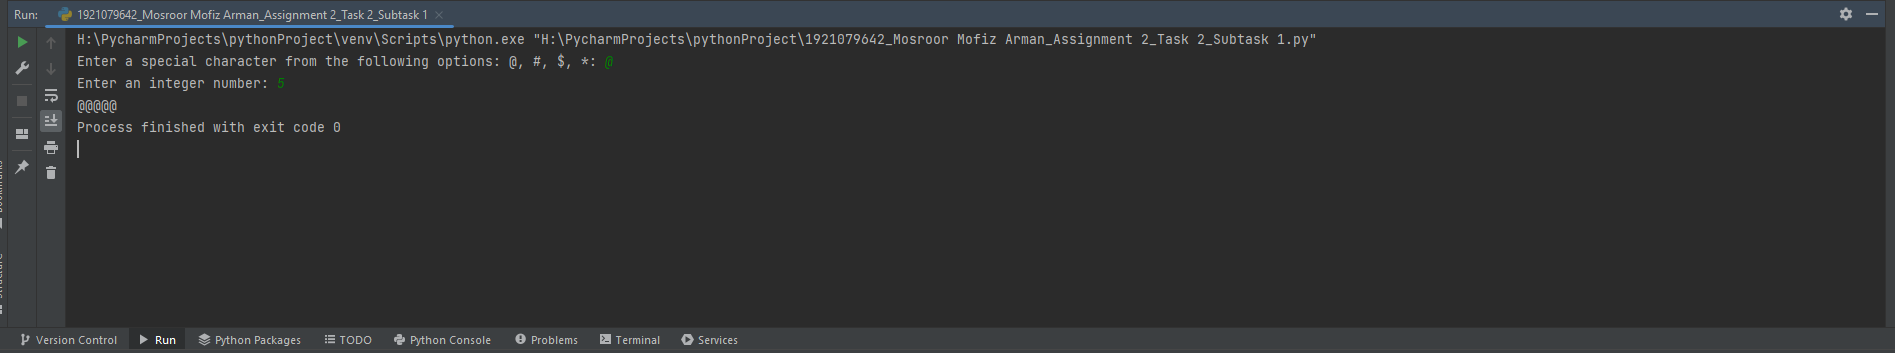 Run: 1921079642_Mosroor Mofiz Arman_Assignment 2_Task 2_Subtask 1
H:\PycharmProjects\pythonProject\venv\Scripts\python.exe "H:\PycharmProjects\pythonProject\1921079642_Mosroor Mofiz Arman_Assignment 2_Task 2_Subtask 1.py"
Enter a special character from the following options: @, #, $, *: @
Enter an integer number: 5
@@@@@
Process finished with exit code 0
Version Control Run Python Packages TODO Python Console Problems Terminal Services